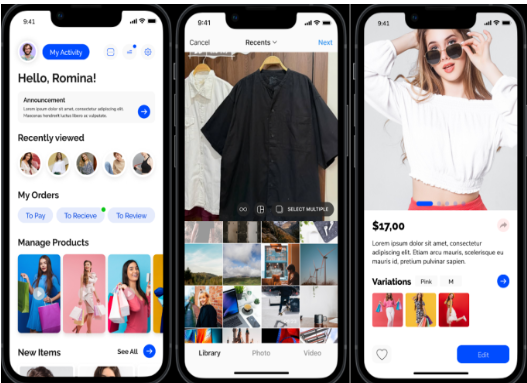 9:41
My Activity
Hello, Romina!
Announcement
Lorem ipsum dolor sit amet, consectetur adipiscing elit.
Maecenas hendrerit luctus libero ac vulputate.
Recently viewed
My Orders
To Pay
To Recieve
To Review
Manage Products
New Items
See All
9:41
Cancel
Recents
Next
SELECT MULTIPLE
Library
Photo
Video
9:41
$17,00
Lorem ipsum dolor sit amet, consectetur
adipiscing elit. Etiam arcu mauris, scelerisque eu
mauris id, pretium pulvinar sapien.
Variations
Pink
M
Edit